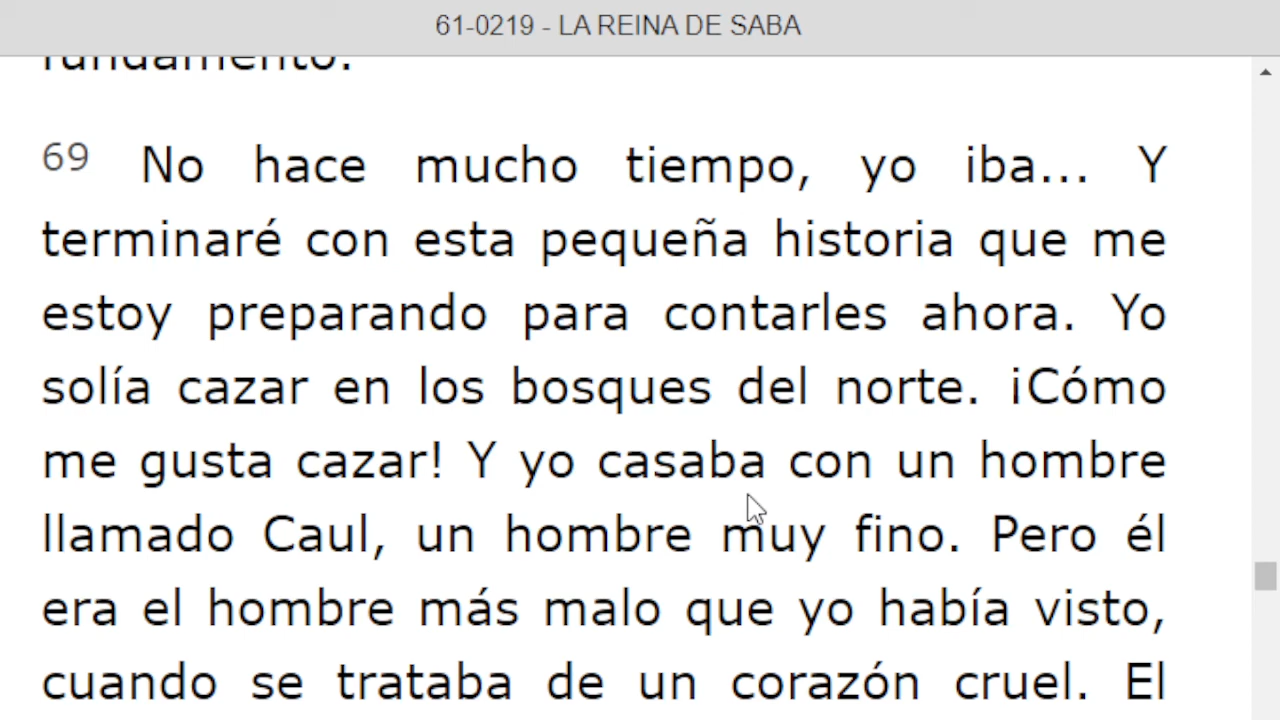 61-0219 - LA REINA DE SABA
fundamento.
69 No hace mucho tiempo, yo iba... Y
terminaré con esta pequeña historia que me
estoy preparando para contarles ahora. Yo
solía cazar en los bosques del norte. ¡Cómo
me gusta cazar! Y yo casaba con un hombre
llamado Caul, un hombre muy fino. Pero él
era el hombre más malo que yo había visto,
cuando se trataba de un corazón cruel. El